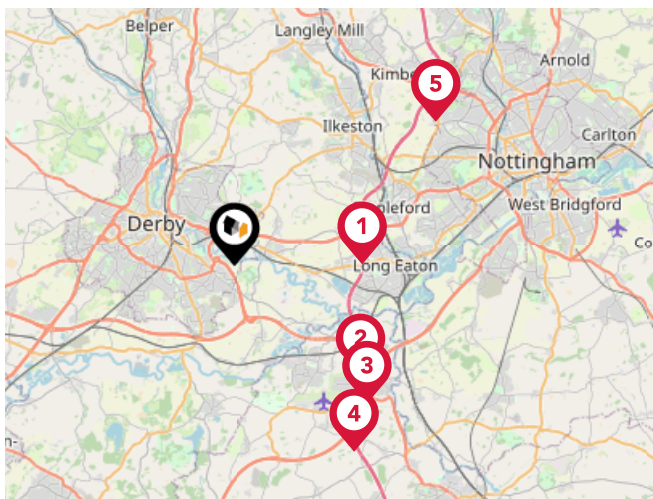 Belper
Langley Mill
Arnold
Kimbe
5
Ilkeston
Carlton
Nottingham
Derby
pleford
West Bridgford
1
Co
Long Eaton
2
3
4
n-